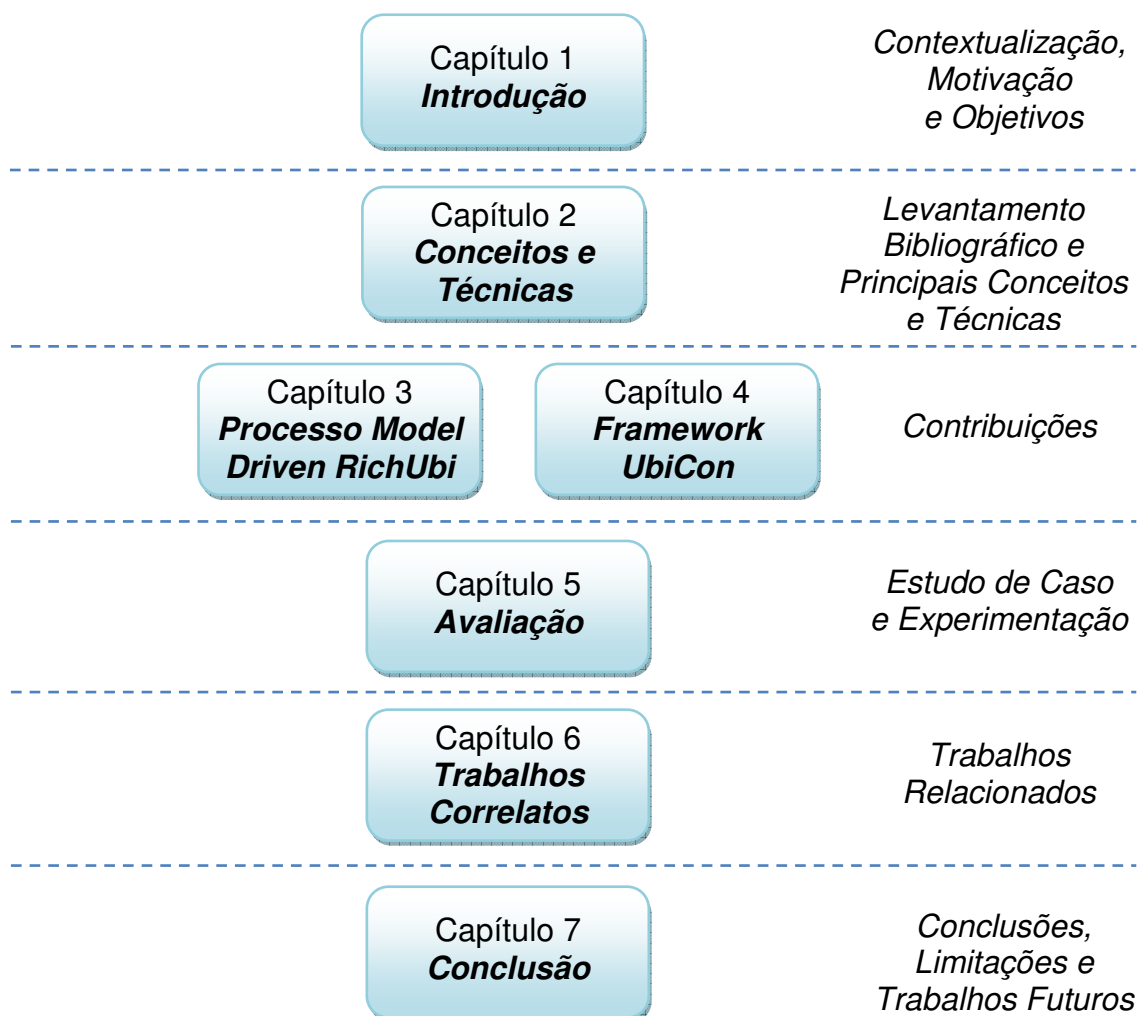 Capítulo 1
Introdução
Contextualização,
Motivação
e Objetivos
Capítulo 2
Conceitos e
Técnicas
Levantamento
Bibliográfico e
Principais Conceitos
e Técnicas
Capítulo 3
Processo Model
Driven RichUbi
Capítulo 4
Framework
UbiCon
Contribuições
Capítulo 5
Avaliação
Estudo de Caso
e Experimentação
Capítulo 6
Trabalhos
Correlatos
Trabalhos
Relacionados
Capítulo 7
Conclusão
Conclusões,
Limitações e
Trabalhos Futuros